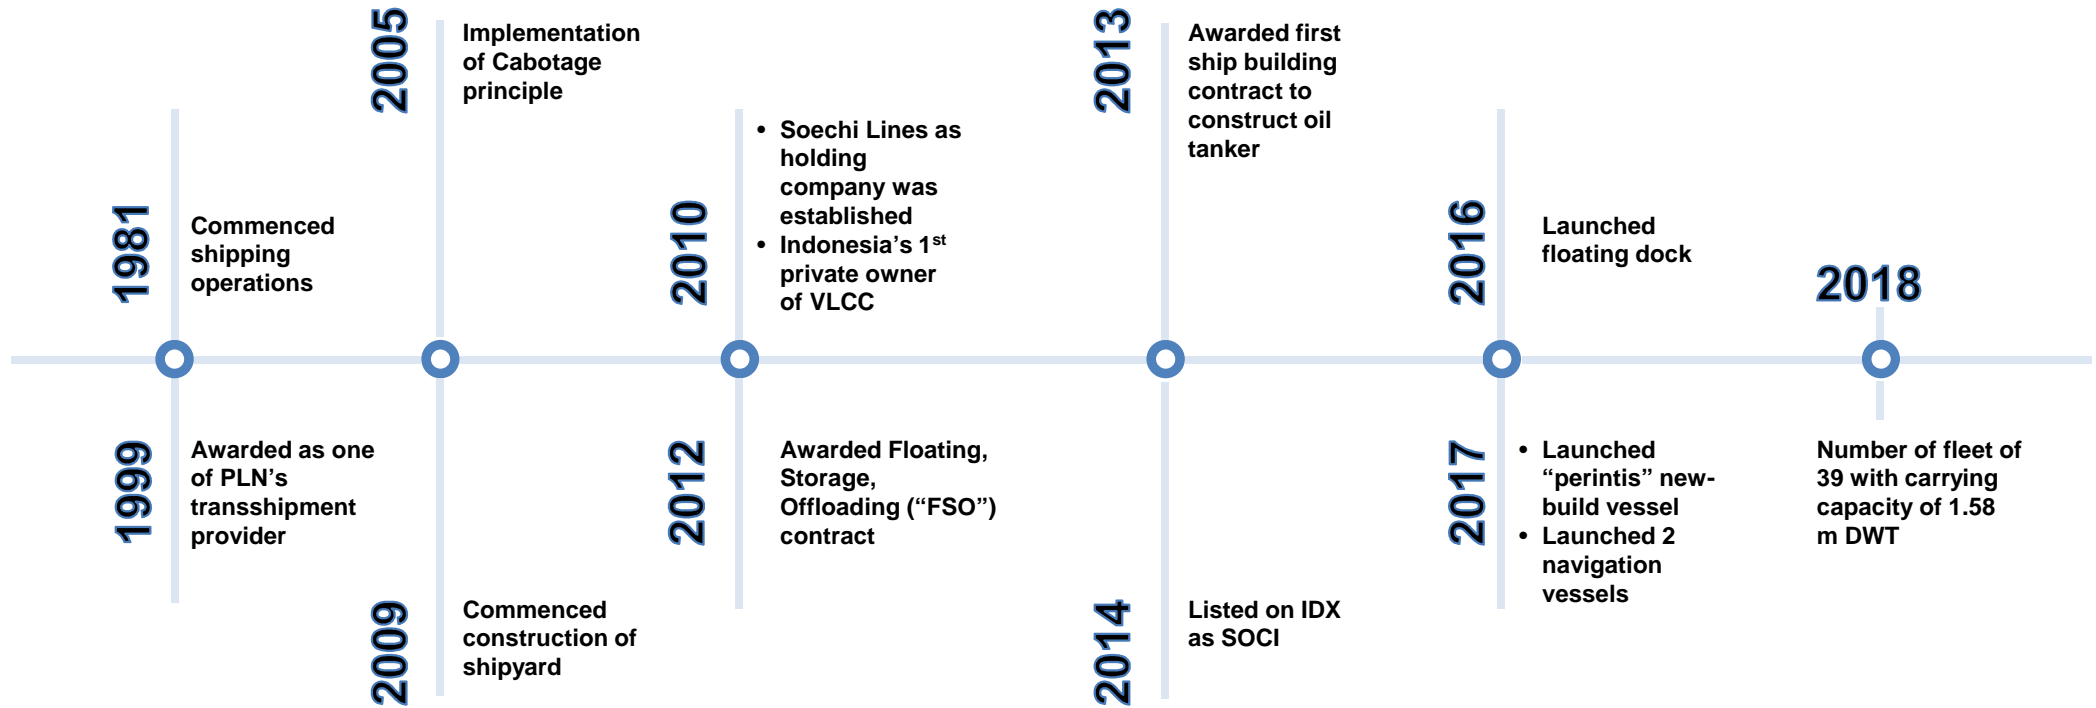 1981
Commenced
shipping
operations
1999
Awarded as one
of PLN’s
transshipment
provider
2005
Implementation
of Cabotage
principle
2009
Commenced
construction of
shipyard
2010
• Soechi Lines as
holding
company was
established
• Indonesia’s 1st
private owner
of VLCC
2012
Awarded Floating,
Storage,
Offloading (“FSO”)
contract
2013
Awarded first
ship building
contract to
construct oil
tanker
2014
Listed on IDX
as SOCI
2016
Launched
floating dock
2017
• Launched
“perintis” new-
build vessel
• Launched 2
navigation
vessels
2018
Number of fleet of
39 with carrying
capacity of 1.58
m DWT